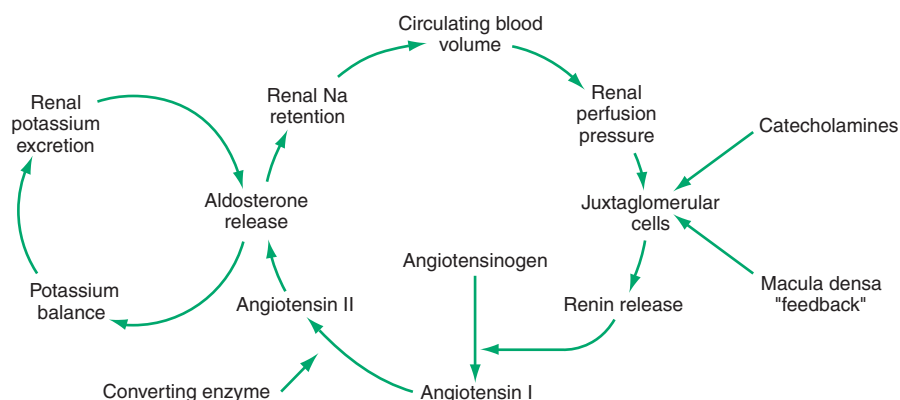 Circulating blood
volume
Renal Na
retention
Renal
perfusion
pressure
Renal
potassium
excretion
Catecholamines
Aldosterone
release
Juxtaglomerular
cells
Angiotensinogen
Potassium
balance
Angiotensin II
Renin release
Macula densa
"feedback"
Converting enzyme
Angiotensin I